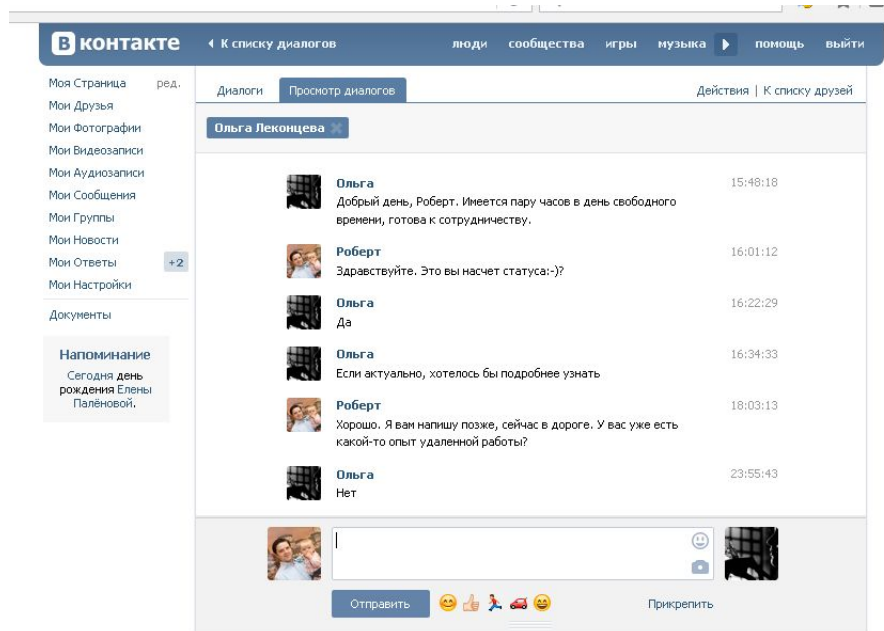 В контакте
К списку диалогов
люди сообщества игры музыка помощь выйти
Моя Страница ред.
Мои Друзья
Мои Фотографии
Мои Видеозаписи
Мои Аудиозаписи
Мои Сообщения
Мои Группы
Мои Новости
Мои Ответы +2
Мои Настройки
Документы
Напоминание
Сегодня день
рождения Елены
Палёновой.
Диалоги Просмотр диалогов Действия | К списку друзей
Ольга Леконцева
Ольга 15:48:18
Добрый день, Роберт. Имеется пару часов в день свободного
времени, готова к сотрудничеству.
Роберт 16:01:12
Здравствуйте. Это вы насчет статуса:-)?
Ольга 16:22:29
Да
Ольга 16:34:33
Если актуально, хотелось бы подробнее узнать
Роберт 18:03:13
Хорошо. Я вам напишу позже, сейчас в дороге. У вас уже есть
какой-то опыт удаленной работы?
Ольга 23:55:43
Нет
Отправить Прикрепить